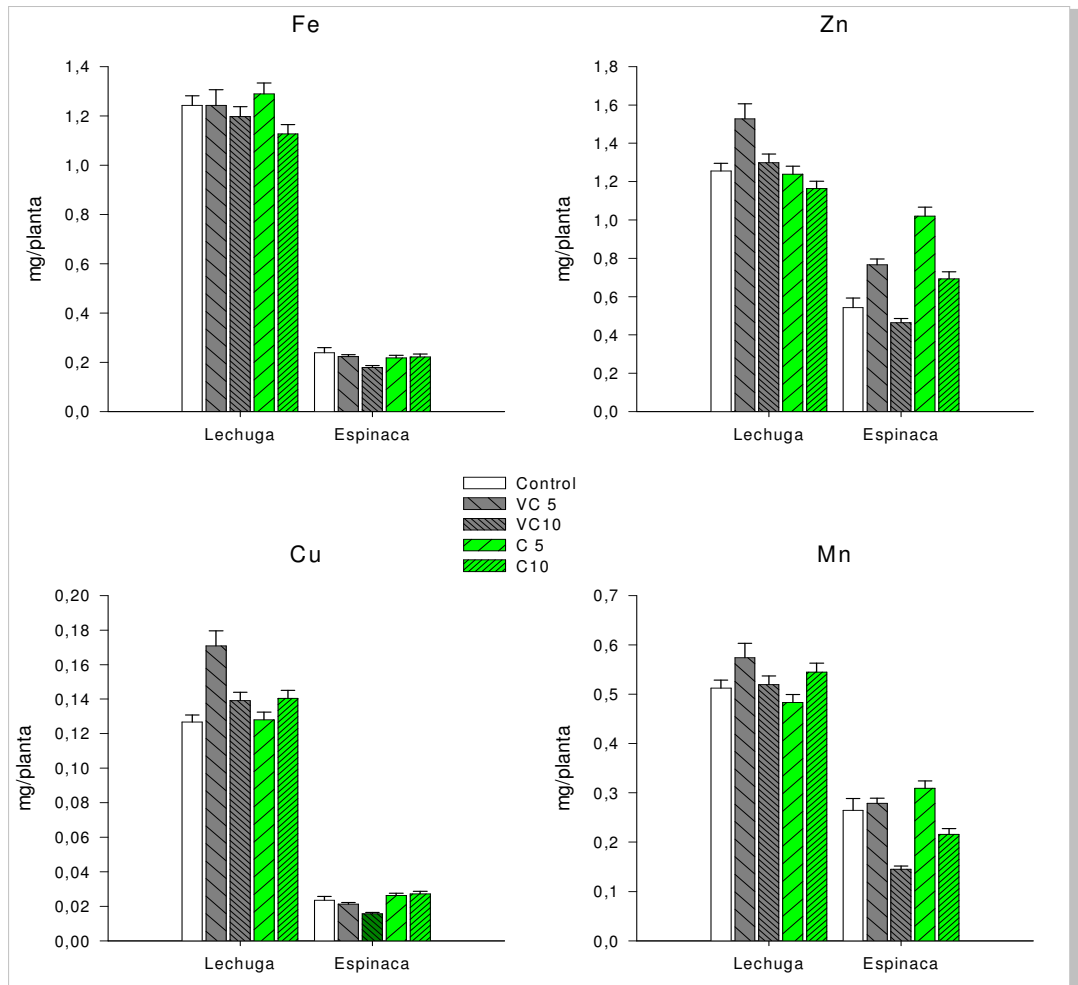 Fe
mg/planta
1,4
1,2
1,0
0,8
0,6
0,4
0,2
0,0
Lechuga Espinaca
Zn
mg/planta
1,8
1,6
1,4
1,2
1,0
0,8
0,6
0,4
0,2
0,0
Lechuga Espinaca
Control
VC 5
VC10
C 5
C10
Cu
mg/planta
0,20
0,18
0,16
0,14
0,12
0,10
0,08
0,06
0,04
0,02
0,00
Lechuga Espinaca
Mn
mg/planta
0,7
0,6
0,5
0,4
0,3
0,2
0,1
0,0
Lechuga Espinaca